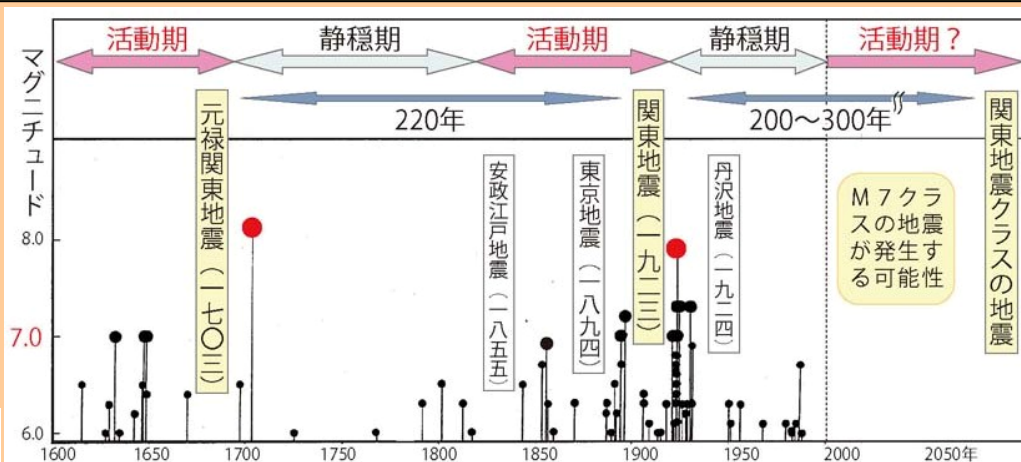 活動期
静穏期
活動期
静穏期
活動期？
220年
200〜300年
マグニチュード
8.0
7.0
6.0
元禄関東地震（一七〇三）
安政江戸地震（一八五五）
東京地震（一八九四）
関東地震（一九二三）
丹沢地震（一九二四）
M７クラ
スの地震
が発生す
る可能性
関東地震クラスの地震
1600
1650
1700
1750
1800
1850
1900
1950
2000
2050年